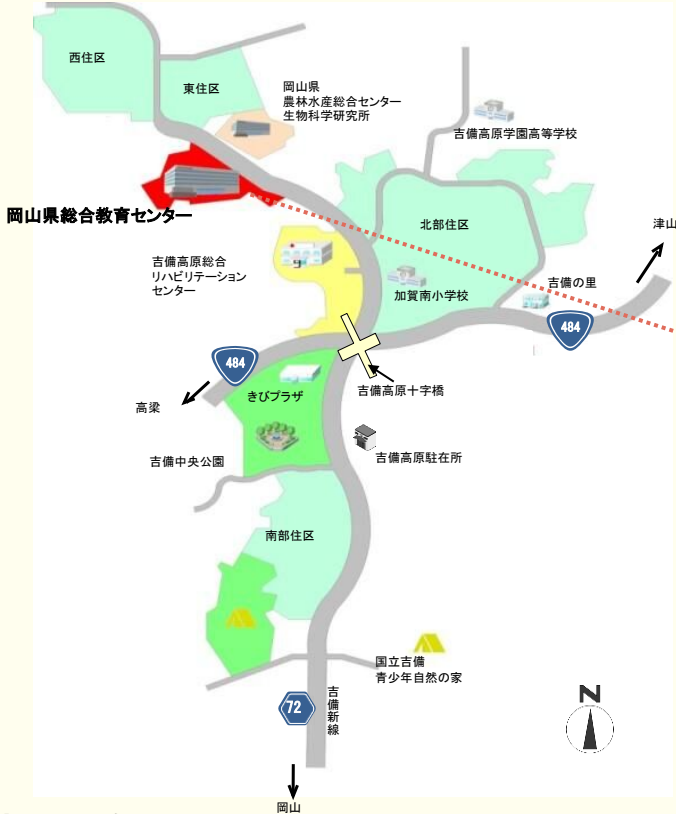 西住区
東住区
岡山県
農林水産総合センター
生物科学研究所
吉備高原学園高等学校
岡山県総合教育センター
北部住区
津山
吉備高原総合
リハビリテーション
センター
加賀南小学校
吉備の里
484
484
吉備高原十字橋
きびプラザ
高梁
吉備中央公園
吉備高原駐在所
南部住区
国立吉備
青少年自然の家
72
吉備新線
N
岡山